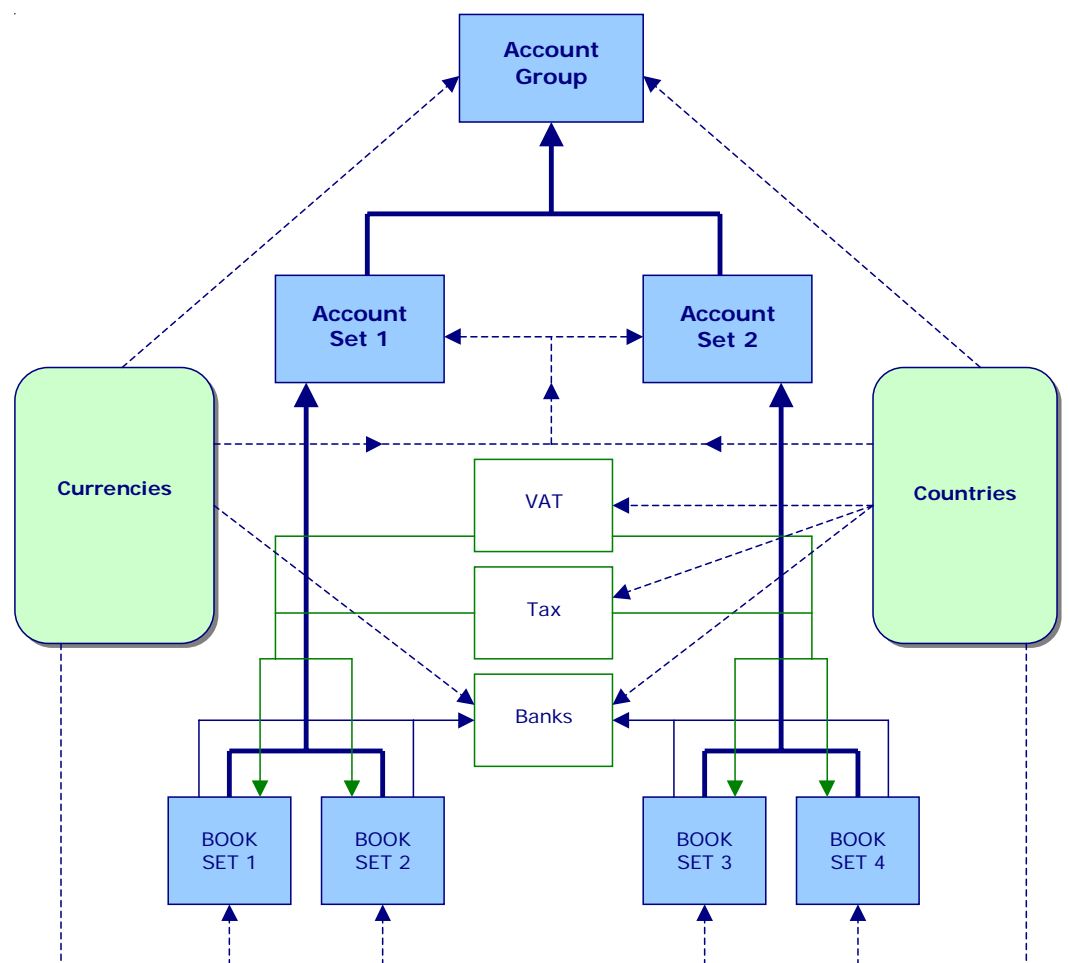 Account
Group
Account
Set 1
Account
Set 2
Currencies
Countries
VAT
Tax
Banks
BOOK
SET 1
BOOK
SET 2
BOOK
SET 3
BOOK
SET 4